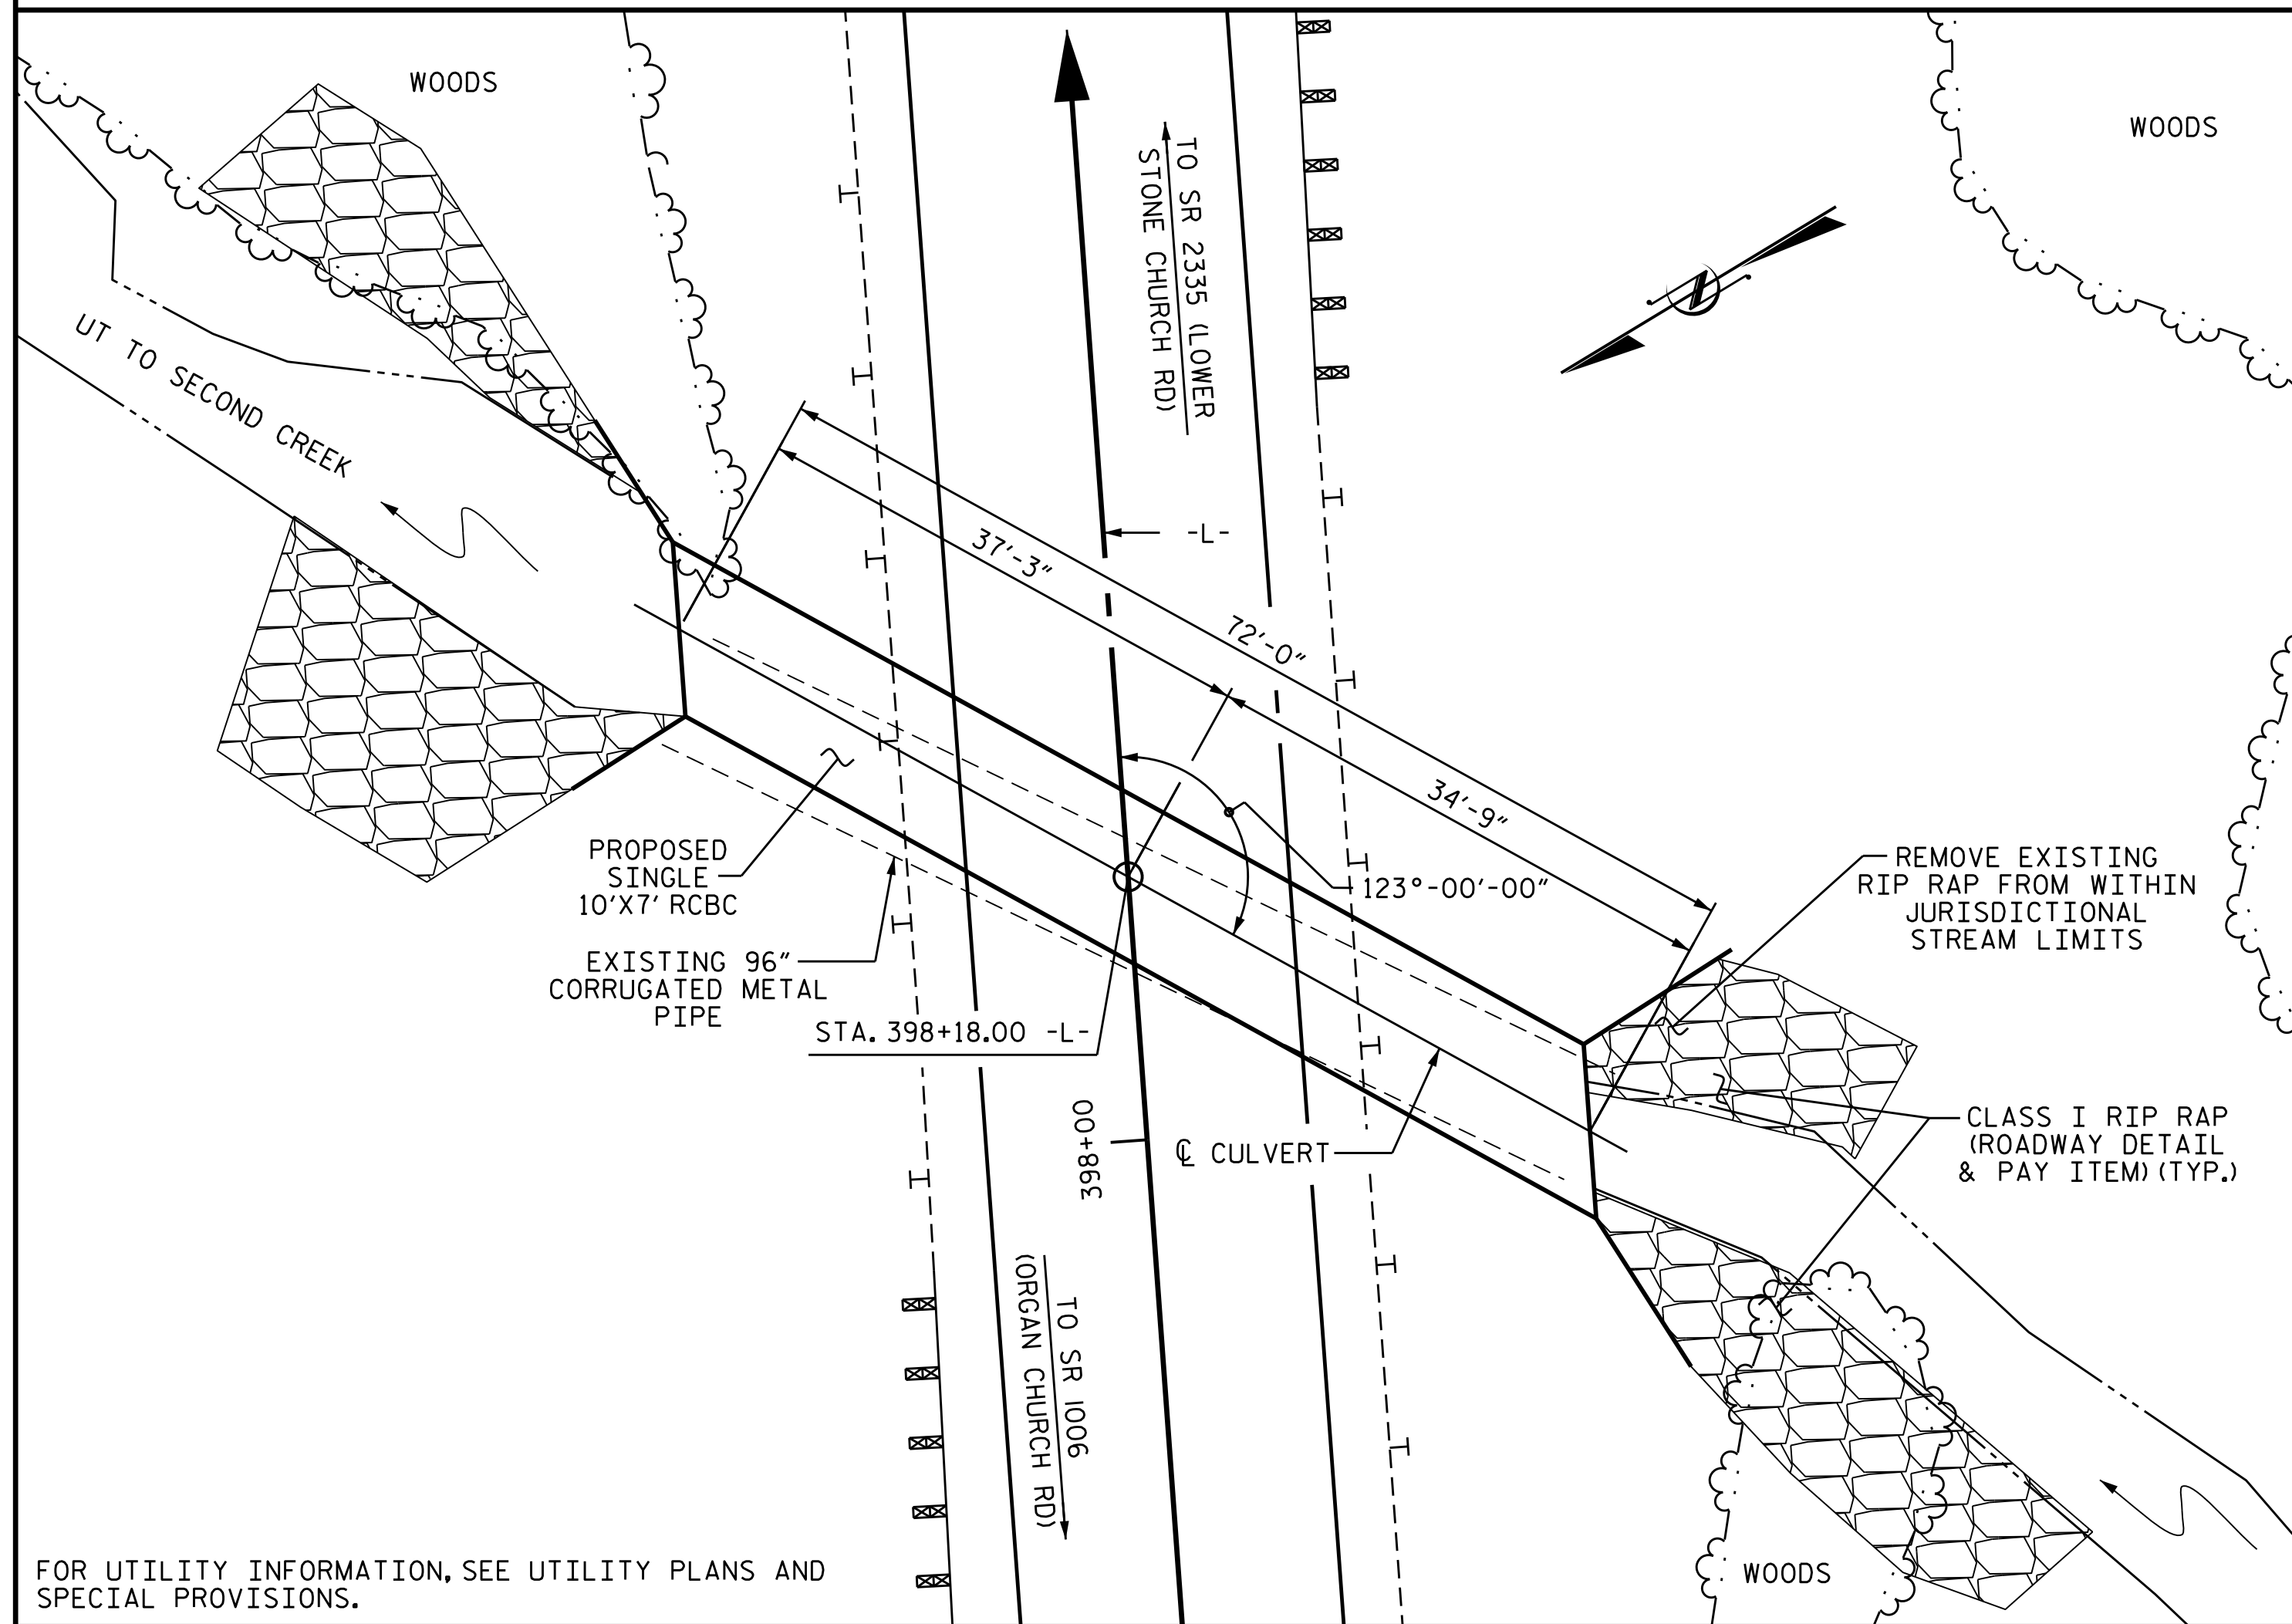 WOODS
WOODS
TO SR 2335 (LOWER
STONE CHURCH RD)
UT TO SECOND CREEK
-L-
37'-3"
72'-0"
34'-9"
123°-00'-00"
PROPOSED
SINGLE
10'X7' RCBC
EXISTING 96"
CORRUGATED METAL
PIPE
STA. 398+18.00 -L-
REMOVE EXISTING
RIP RAP FROM WITHIN
JURISDICTIONAL
STREAM LIMITS
398+00
℄ CULVERT
CLASS I RIP RAP
(ROADWAY DETAIL
& PAY ITEM) (TYP.)
TO SR 1006
(ORGAN CHURCH RD)
WOODS
FOR UTILITY INFORMATION, SEE UTILITY PLANS AND
SPECIAL PROVISIONS.